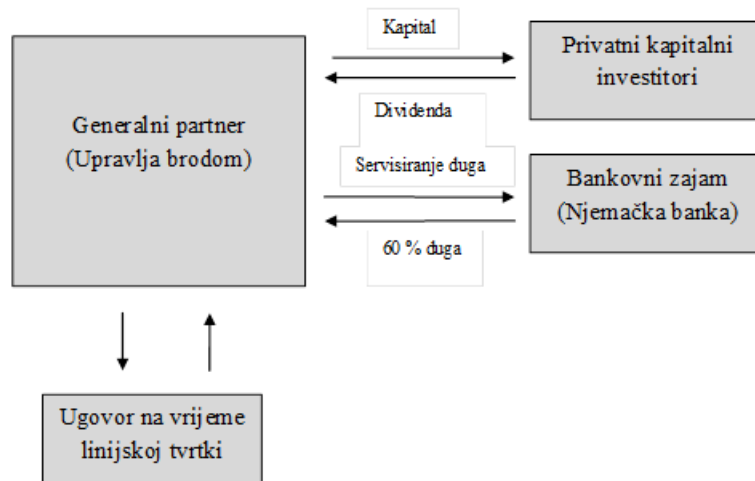 Kapital
Privatni kapitalni
investitori
Generalni partner
(Upravlja brodom)
Dividenda
Servisiranje duga
Bankovni zajam
(Njemačka banka)
60 % duga
Ugovor na vrijeme
linijskoj tvrtki